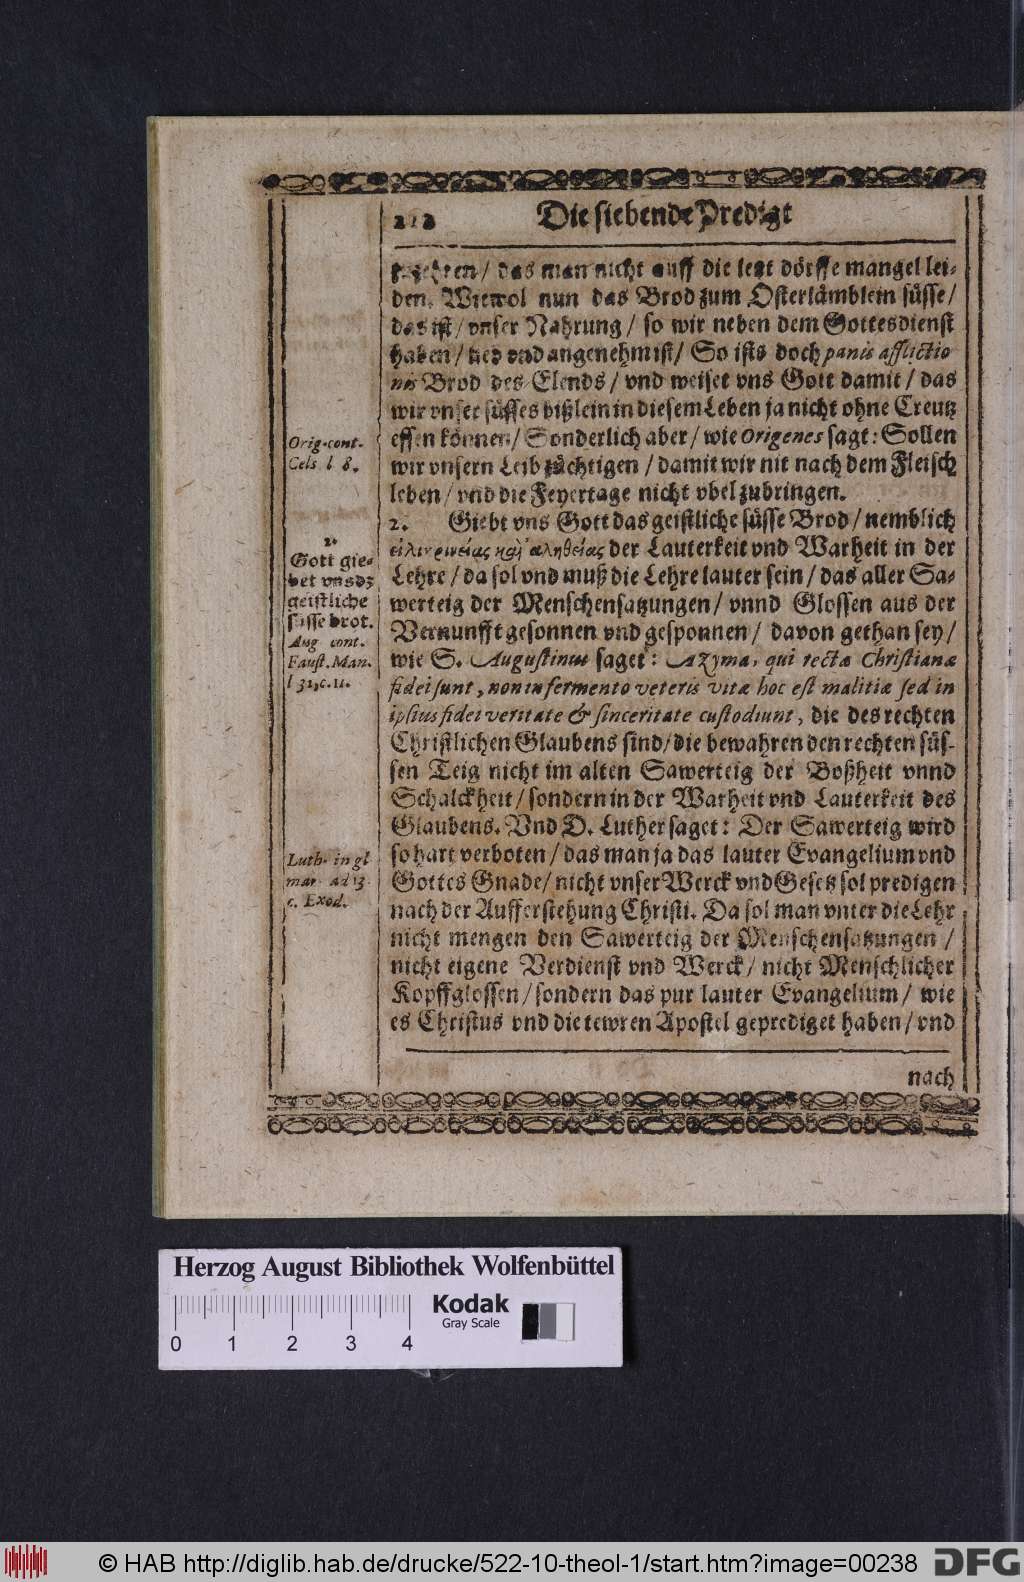 212 Die siebende Predigt
das man nicht auff die letzt dörffe mangel lei-
den. Wiewol nun das Brod zum Osterlämblein süsse /
das ist / vnser Nahrung / so wir neben dem Gottesdienst
haben / lieb vnd angenehm ist / So ists doch panis afflictio
nis Brod des Elends / vnd weiset vns Gott damit / das
wir vnser süsses bißlein in diesem Leben ja nicht ohne Creutz
essen können / Sonderlich aber / wie Origenes sagt: Sollen
wir vnsern Leib züchtigen / damit wir nit nach dem Fleisch
leben / vnd die Feyertage nicht vbel zubringen.
Orig. cont.
Cels l 8.
2. Giebt vns Gott das geistliche süsse Brod / nemblich
εἰλικρινείας καὶ ἀληθείας der Lauterkeit vnd Warheit in der
Lehre / da sol vnd muß die Lehre lauter sein / das aller Sa-
werteig der Menschensatzungen / vnnd Glossen aus der
Vernunfft gesonnen vnd gesponnen / davon gethan sey /
wie S. Augustinus saget: Azyma, qui rectæ Christianæ
fidei sunt, non in fermento veteris vitæ hoc est malitiæ sed in
ipsius fidei veritate & sinceritate custodiunt, die des rechten
Christlichen Glaubens sind / die bewahren den rechten süs-
sen Teig nicht im alten Sawerteig der Boßheit vnnd
Schalckheit / sondern in der Warheit vnd Lauterkeit des
Glaubens. Vnd D. Luther saget: Der Sawerteig wird
so hart verboten / das man ja das lauter Evangelium vnd
Gottes Gnade / nicht vnser Werck vnd Gesetz sol predigen
nach der Aufferstehung Christi. Da sol man vnter die Lehr
nicht mengen den Sawerteig der Menschensatzungen /
nicht eigene Verdienst vnd Werck / nicht Menschlicher
Kopffglossen / sondern das pur lauter Evangelium / wie
es Christus vnd die tewren Apostel geprediget haben / vnd
nach
2.
Gott gie-
bet vns dz
geistliche
süsse brot.
Aug cont.
Faust. Man.
l 32, c. 11.
Luth. in gl
mar. ad 13
c. Exod.
Herzog August Bibliothek Wolfenbüttel
Kodak
Gray Scale
0 1 2 3 4
© HAB http://diglib.hab.de/drucke/522-10-theol-1/start.htm?image=00238
DFG